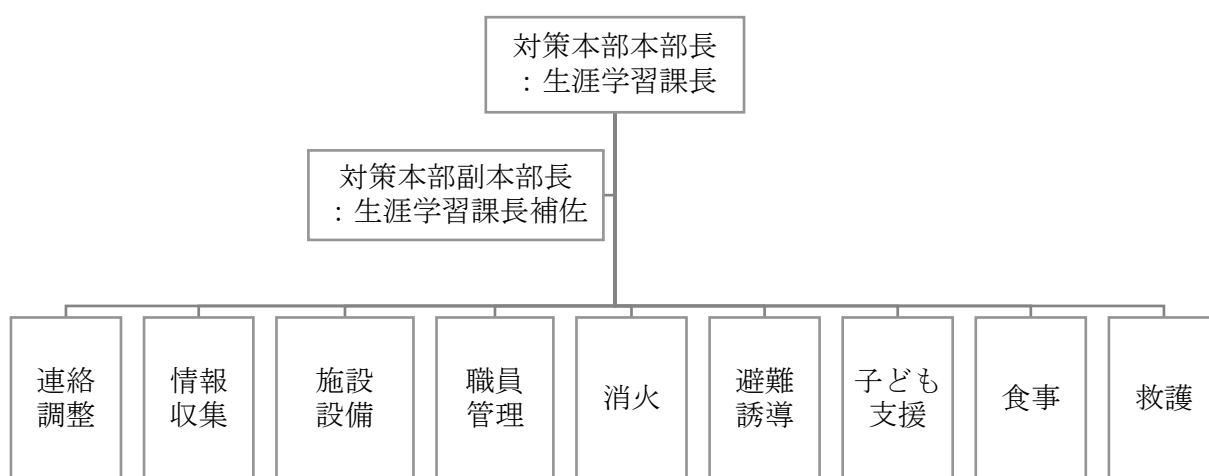 対策本部本部長
：生涯学習課長
対策本部副本部長
：生涯学習課長補佐
連絡
調整
情報
収集
施設
設備
職員
管理
消火
避難
誘導
子ども
支援
食事
救護